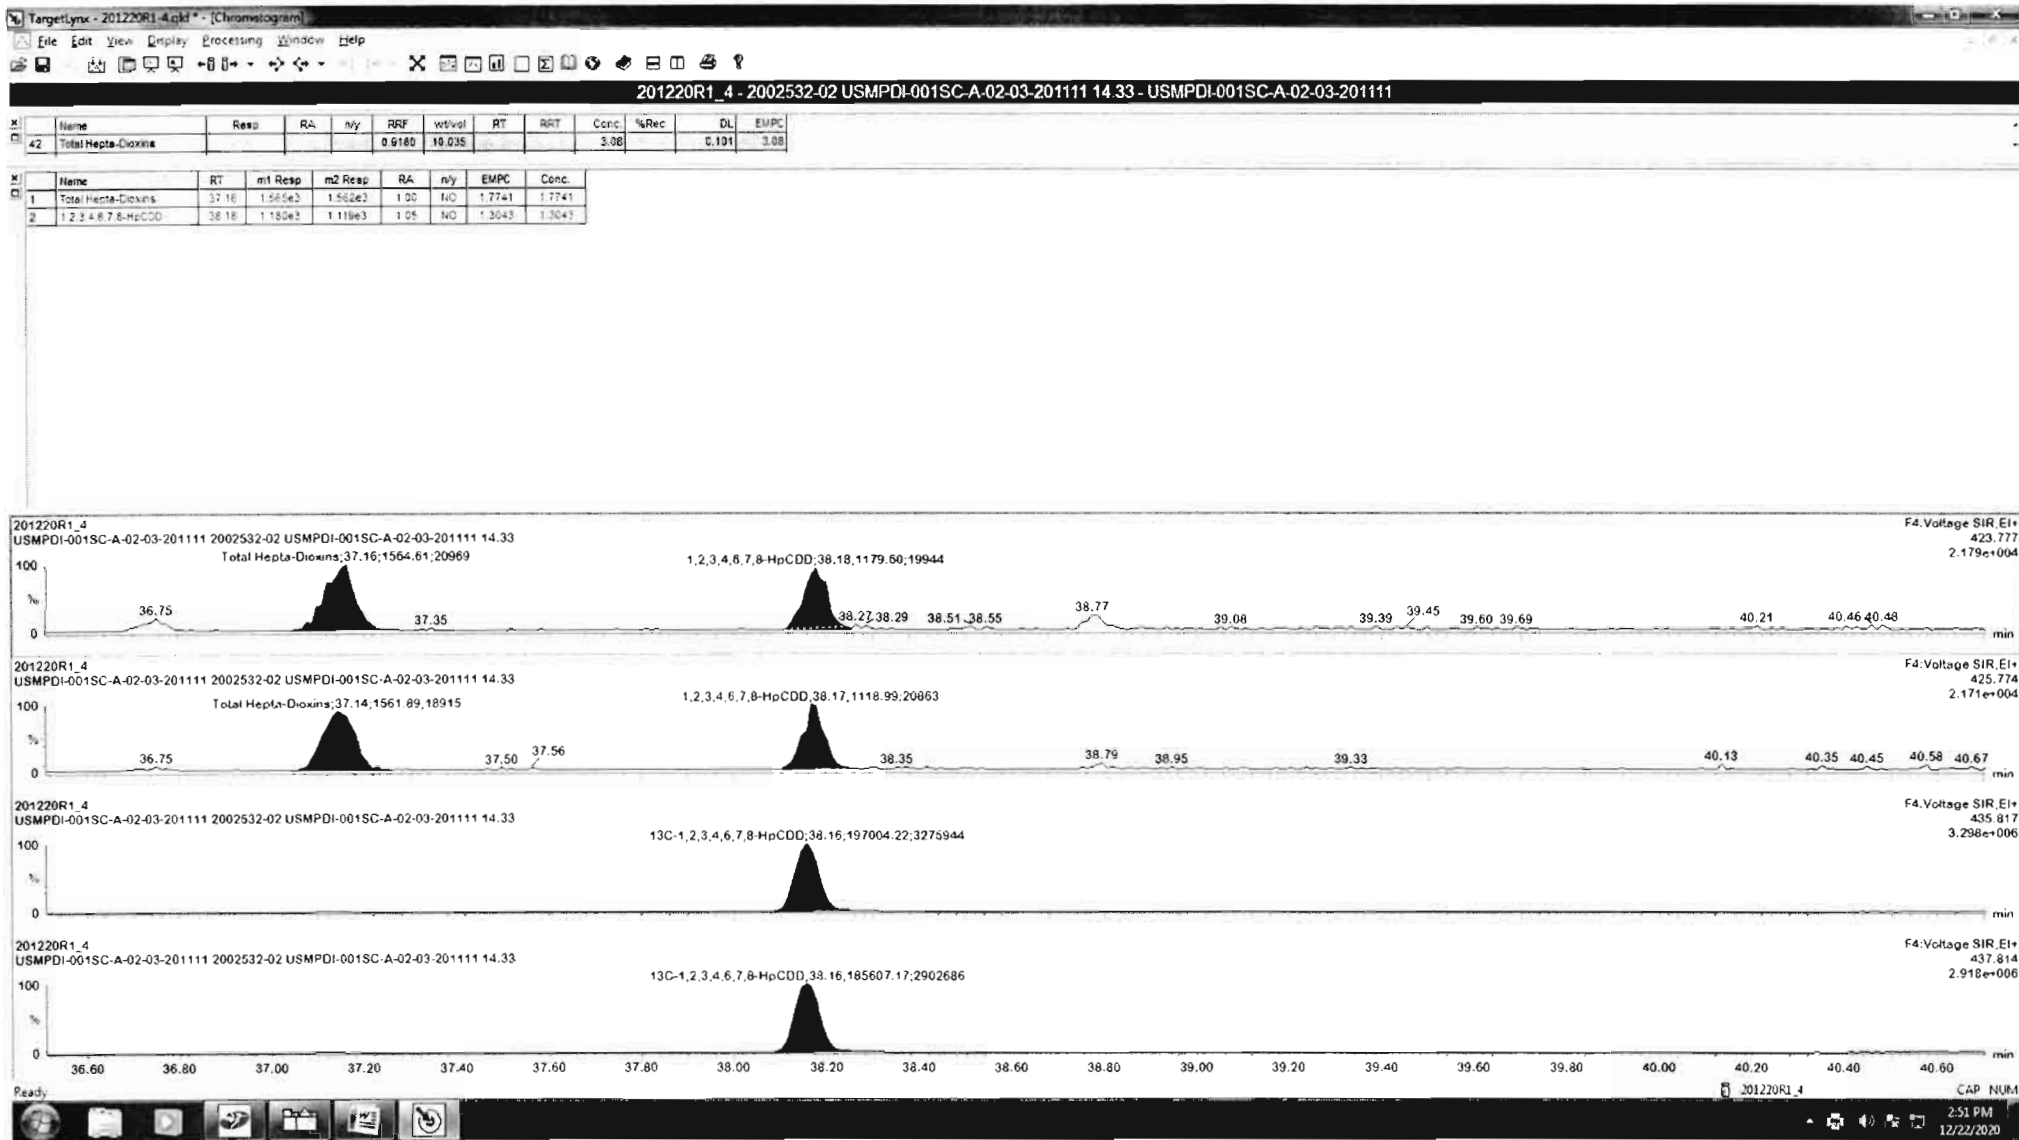 TargetLynx - 201220R1-4.qld * - [Chromatogram]
File Edit View Display Processing Window Help
201220R1_4 - 2002532-02 USMPDI-001SC-A-02-03-201111 14.33 - USMPDI-001SC-A-02-03-201111
Name Resp RA n/y RRF wt/vol RT RRT Conc. %Rec DL EMPC
42 Total Hepta-Dioxins 0.9180 10.035 3.08 0.101 3.08
Name RT m1 Resp m2 Resp RA n/y EMPC Conc.
1 Total Hepta-Dioxins 37.16 1.565e3 1.562e3 1.00 NO 1.7741 1.7741
2 1,2,3,4,6,7,8-HpCDD 38.18 1.180e3 1.119e3 1.05 NO 1.3043 1.3043
201220R1_4 F4:Voltage SIR,EI+
USMPDI-001SC-A-02-03-201111 2002532-02 USMPDI-001SC-A-02-03-201111 14.33 423.777
2.179e+004
Total Hepta-Dioxins;37.16;1564.61;20969 1,2,3,4,6,7,8-HpCDD;38.18;1179.60;19944
100
%
36.75 37.35 38.27 38.29 38.51 38.55 38.77 39.08 39.39 39.45 39.60 39.69 40.21 40.46 40.48
0 min
201220R1_4 F4:Voltage SIR,EI+
USMPDI-001SC-A-02-03-201111 2002532-02 USMPDI-001SC-A-02-03-201111 14.33 425.774
2.171e+004
Total Hepta-Dioxins;37.14;1561.89;18915 1,2,3,4,6,7,8-HpCDD;38.17;1118.99;20863
100
%
36.75 37.50 37.56 38.35 38.79 38.95 39.33 40.13 40.35 40.45 40.58 40.67
0 min
201220R1_4 F4:Voltage SIR,EI+
USMPDI-001SC-A-02-03-201111 2002532-02 USMPDI-001SC-A-02-03-201111 14.33 435.817
3.298e+006
13C-1,2,3,4,6,7,8-HpCDD;38.16;197004.22;3275944
100
%
0 min
201220R1_4 F4:Voltage SIR,EI+
USMPDI-001SC-A-02-03-201111 2002532-02 USMPDI-001SC-A-02-03-201111 14.33 437.814
2.918e+006
13C-1,2,3,4,6,7,8-HpCDD;38.16;185607.17;2902686
100
%
0 min
36.60 36.80 37.00 37.20 37.40 37.60 37.80 38.00 38.20 38.40 38.60 38.80 39.00 39.20 39.40 39.60 39.80 40.00 40.20 40.40 40.60
Ready 201220R1_4 CAP NUM
2:51 PM
12/22/2020